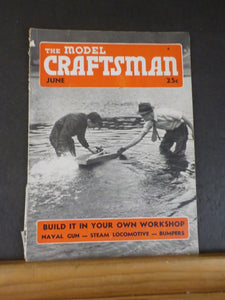 THE MODEL
CRAFTSMAN
JUNE 25c
BUILD IT IN YOUR OWN WORKSHOP
NAVAL GUN — STEAM LOCOMOTIVE — BUMPERS